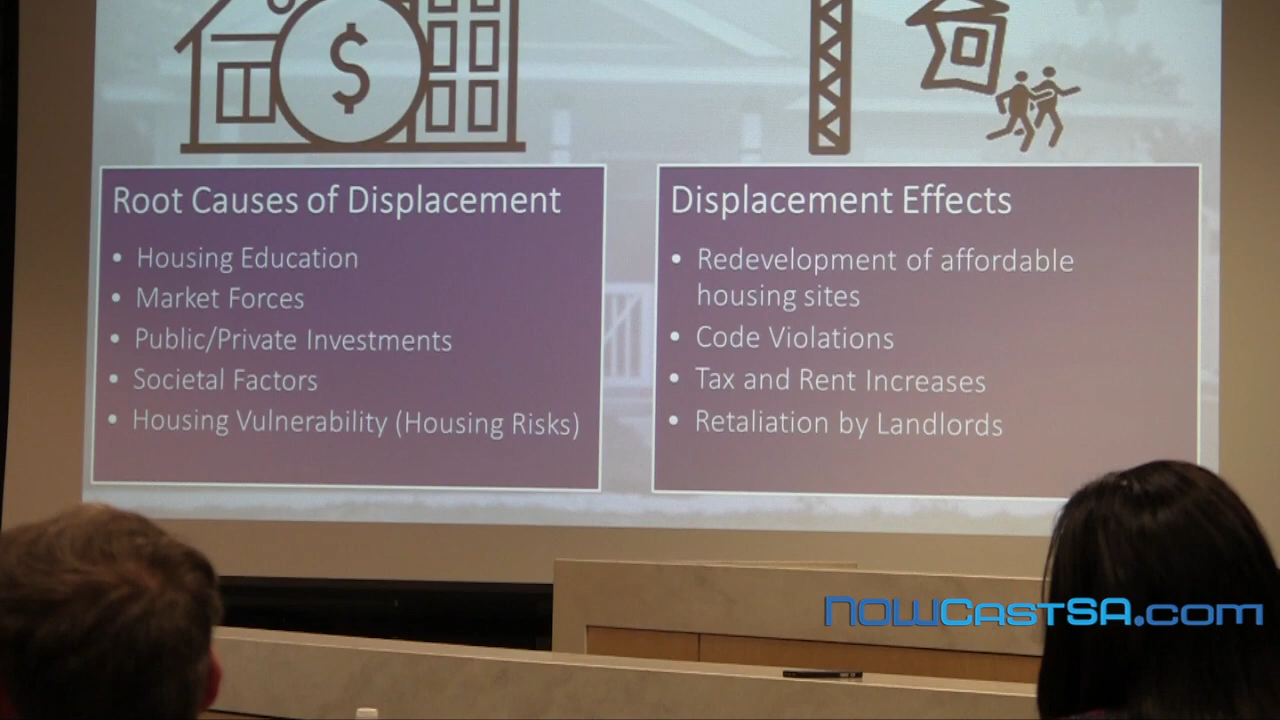 $
Root Causes of Displacement
• Housing Education
• Market Forces
• Public/Private Investments
• Societal Factors
• Housing Vulnerability (Housing Risks)
Displacement Effects
• Redevelopment of affordable
housing sites
• Code Violations
• Tax and Rent Increases
• Retaliation by Landlords
NOWCastSA.com